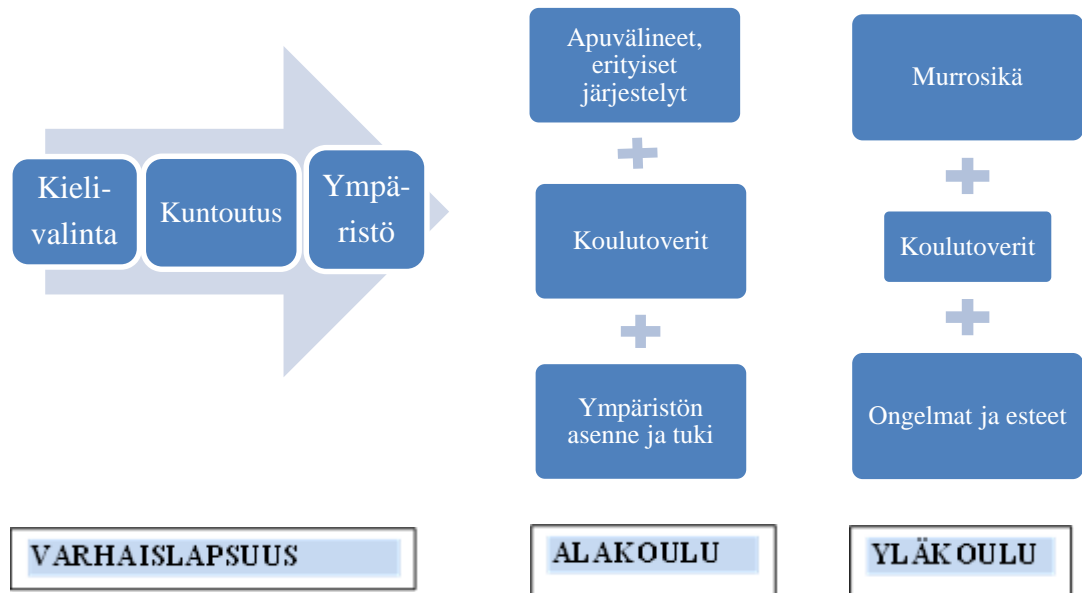 Kieli-
valinta
Kuntoutus
Ympä-
ristö
VARHAISLAPSUUS
Apuvälineet,
erityiset
järjestelyt
Koulutoverit
Ympäristön
asenne ja tuki
ALAKOULU
Murrosikä
Koulutoverit
Ongelmat ja esteet
YLÄKOULU